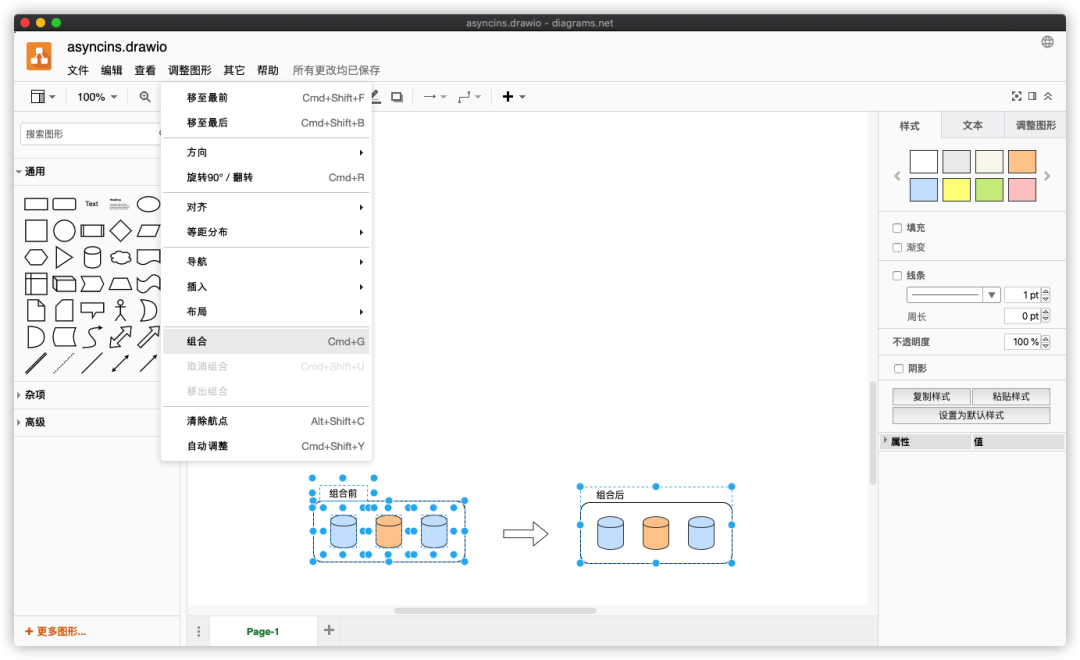 asyncins.drawio - diagrams.net
asyncins.drawio
文件 编辑 查看 调整图形 其它 帮助 所有更改均已保存
100%
搜索图形
通用
Text
Heading
杂项
高级
+ 更多图形...
移至最前 Cmd+Shift+F
移至最后 Cmd+Shift+B
方向
旋转90° / 翻转 Cmd+R
对齐
等距分布
导航
插入
布局
组合 Cmd+G
取消组合 Cmd+Shift+U
移出组合
清除航点 Alt+Shift+C
自动调整 Cmd+Shift+Y
组合前
组合后
Page-1
样式 文本 调整图形
填充
渐变
线条
1 pt
周长 0 pt
不透明度 100 %
阴影
复制样式 粘贴样式
设置为默认样式
属性 值